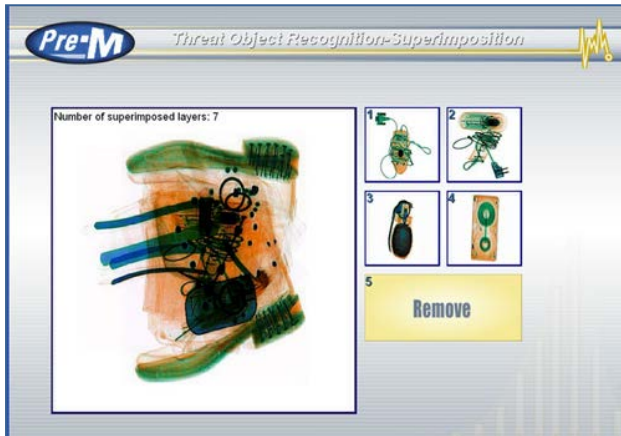 Pre-M
Threat Object Recognition-Superimposition
Number of superimposed layers: 7
1
2
3
4
5
Remove